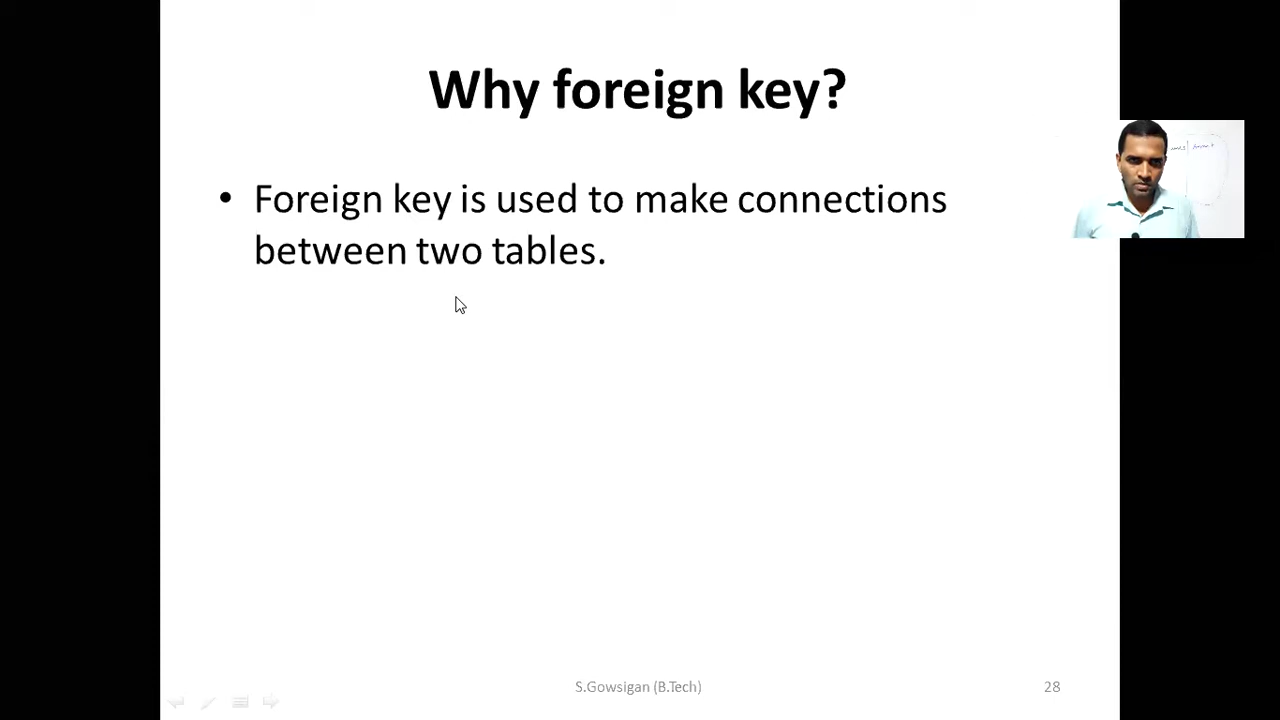 Why foreign key?
• Foreign key is used to make connections
between two tables.
S.Gowsigan (B.Tech)
28